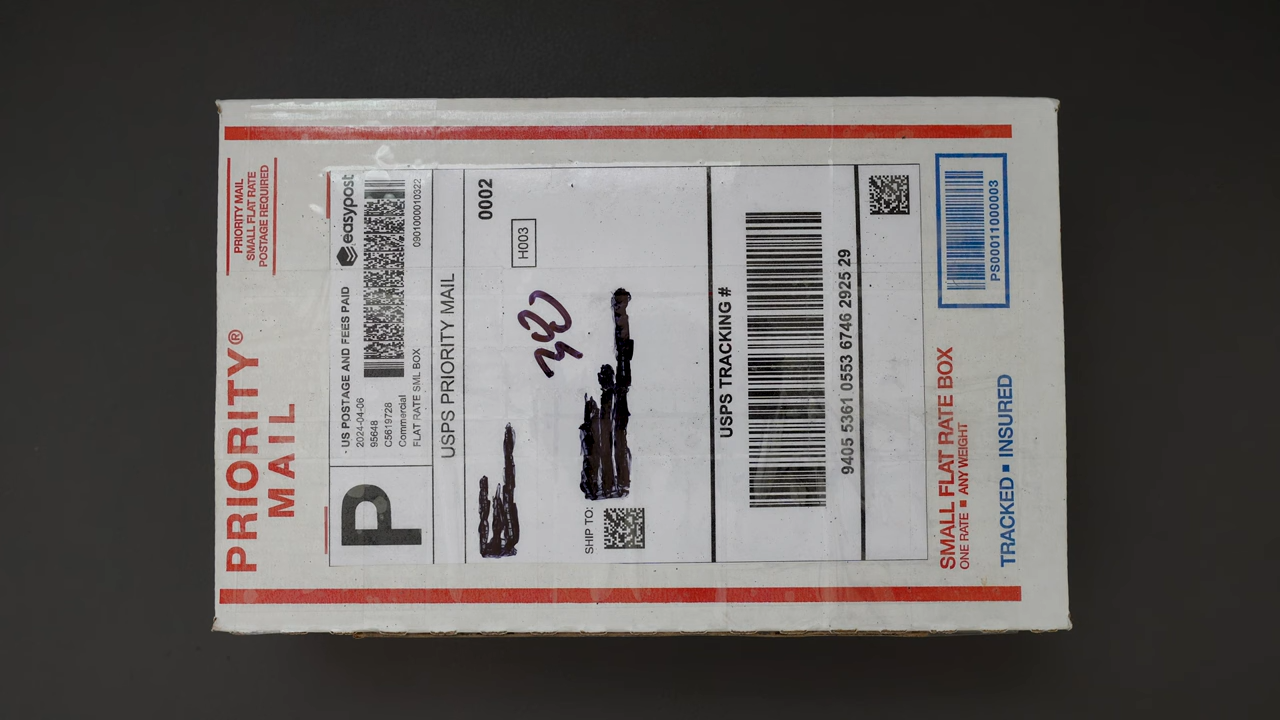 PRIORITY MAIL
SMALL FLAT RATE
POSTAGE REQUIRED
PRIORITY®
MAIL
P
- US POSTAGE AND FEES PAID
2024-04-06
95648
C5619728
Commercial
FLAT RATE SML BOX
easypost
0901000010322
USPS PRIORITY MAIL
0002
H003
SHIP TO:
USPS TRACKING #
9405 5361 0553 6746 2925 29
PS00011000003
SMALL FLAT RATE BOX
ONE RATE ■ ANY WEIGHT
TRACKED ■ INSURED